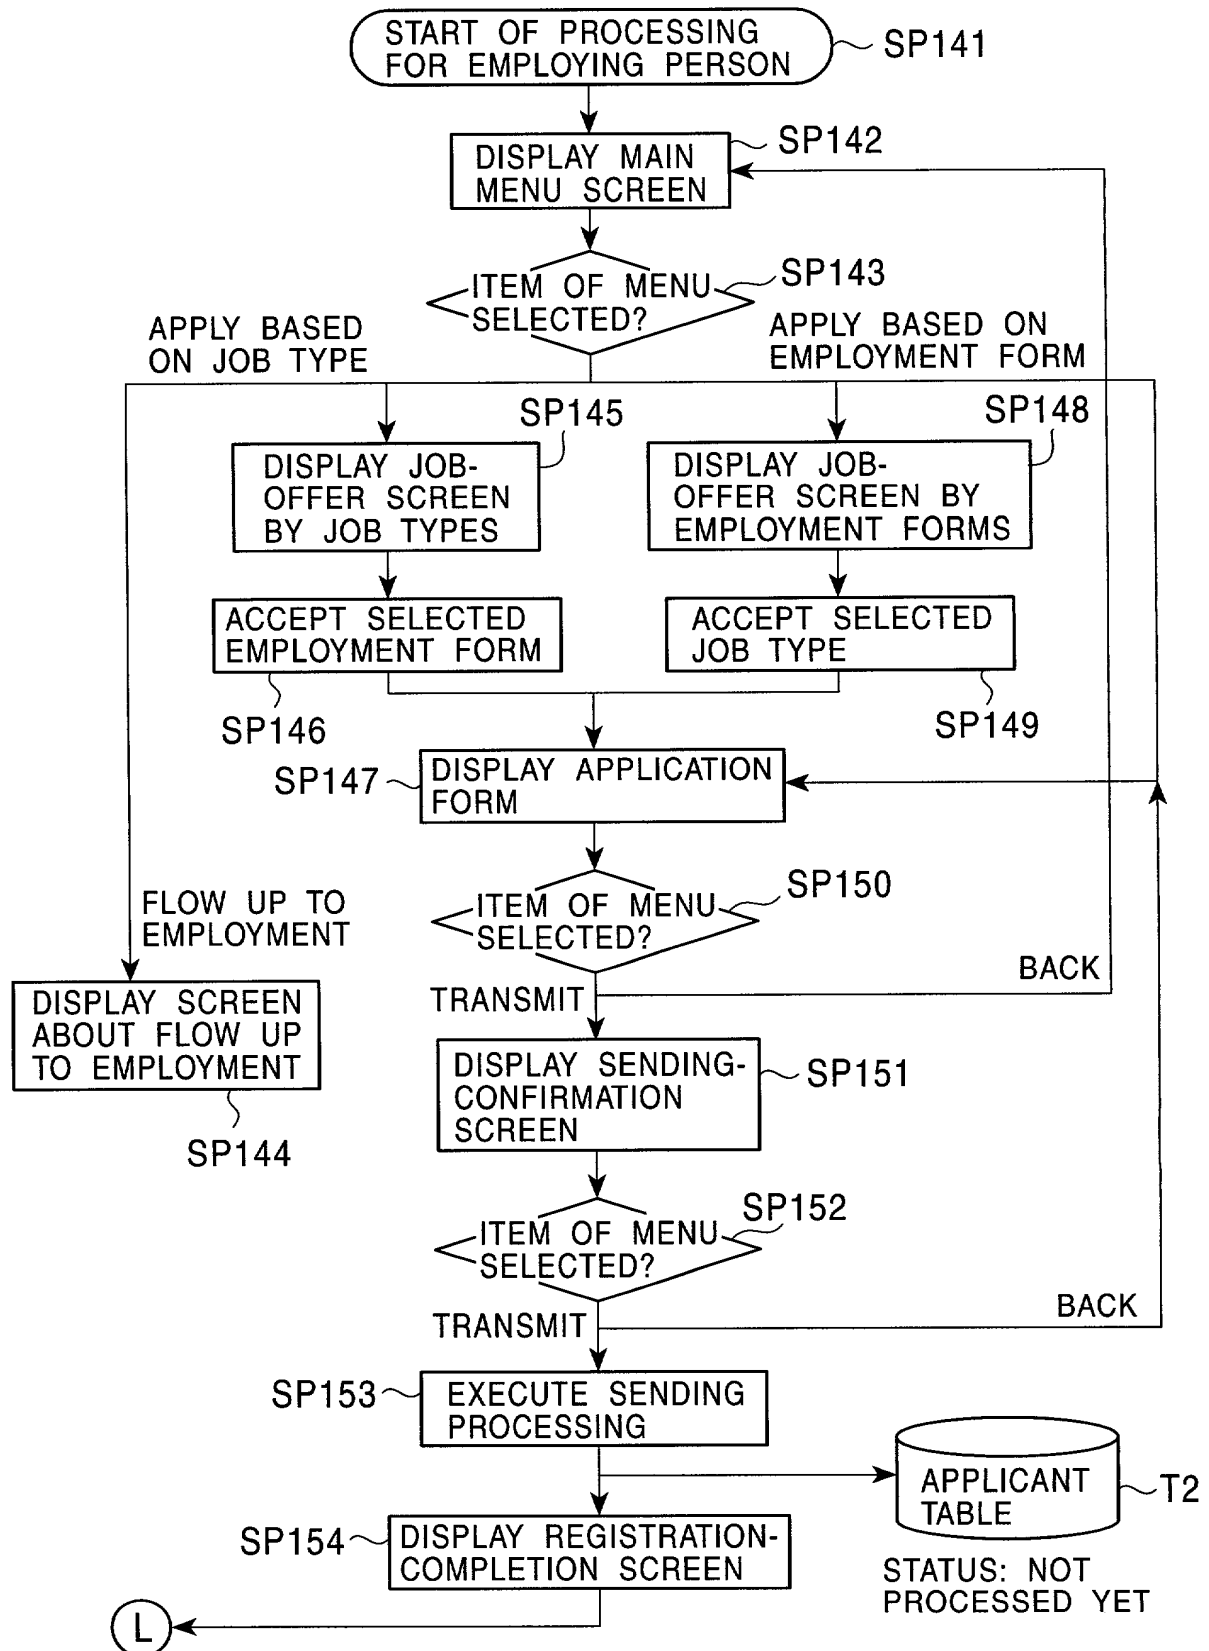 START OF PROCESSING
FOR EMPLOYING PERSON
SP141
SP142
DISPLAY MAIN
MENU SCREEN
SP143
ITEM OF MENU
SELECTED?
APPLY BASED
ON JOB TYPE
APPLY BASED ON
EMPLOYMENT FORM
SP145
SP148
DISPLAY JOB-
OFFER SCREEN
BY JOB TYPES
DISPLAY JOB-
OFFER SCREEN BY
EMPLOYMENT FORMS
ACCEPT SELECTED
EMPLOYMENT FORM
ACCEPT SELECTED
JOB TYPE
SP146
SP149
SP147
DISPLAY APPLICATION
FORM
SP150
ITEM OF MENU
SELECTED?
FLOW UP TO
EMPLOYMENT
BACK
TRANSMIT
DISPLAY SCREEN
ABOUT FLOW UP
TO EMPLOYMENT
SP144
DISPLAY SENDING-
CONFIRMATION
SCREEN
SP151
SP152
ITEM OF MENU
SELECTED?
BACK
TRANSMIT
SP153
EXECUTE SENDING
PROCESSING
APPLICANT
TABLE
T2
SP154
DISPLAY REGISTRATION-
COMPLETION SCREEN
STATUS: NOT
PROCESSED YET
L